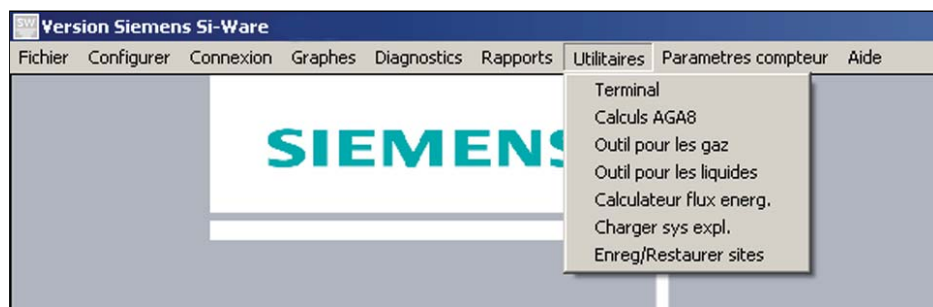 SW Version Siemens Si-Ware
Fichier Configurer Connexion Graphes Diagnostics Rapports Utilitaires Parametres compteur Aide
Terminal
Calculs AGA8
SIEMENS
Outil pour les gaz
Outil pour les liquides
Calculateur flux energ.
Charger sys expl.
Enreg/Restaurer sites